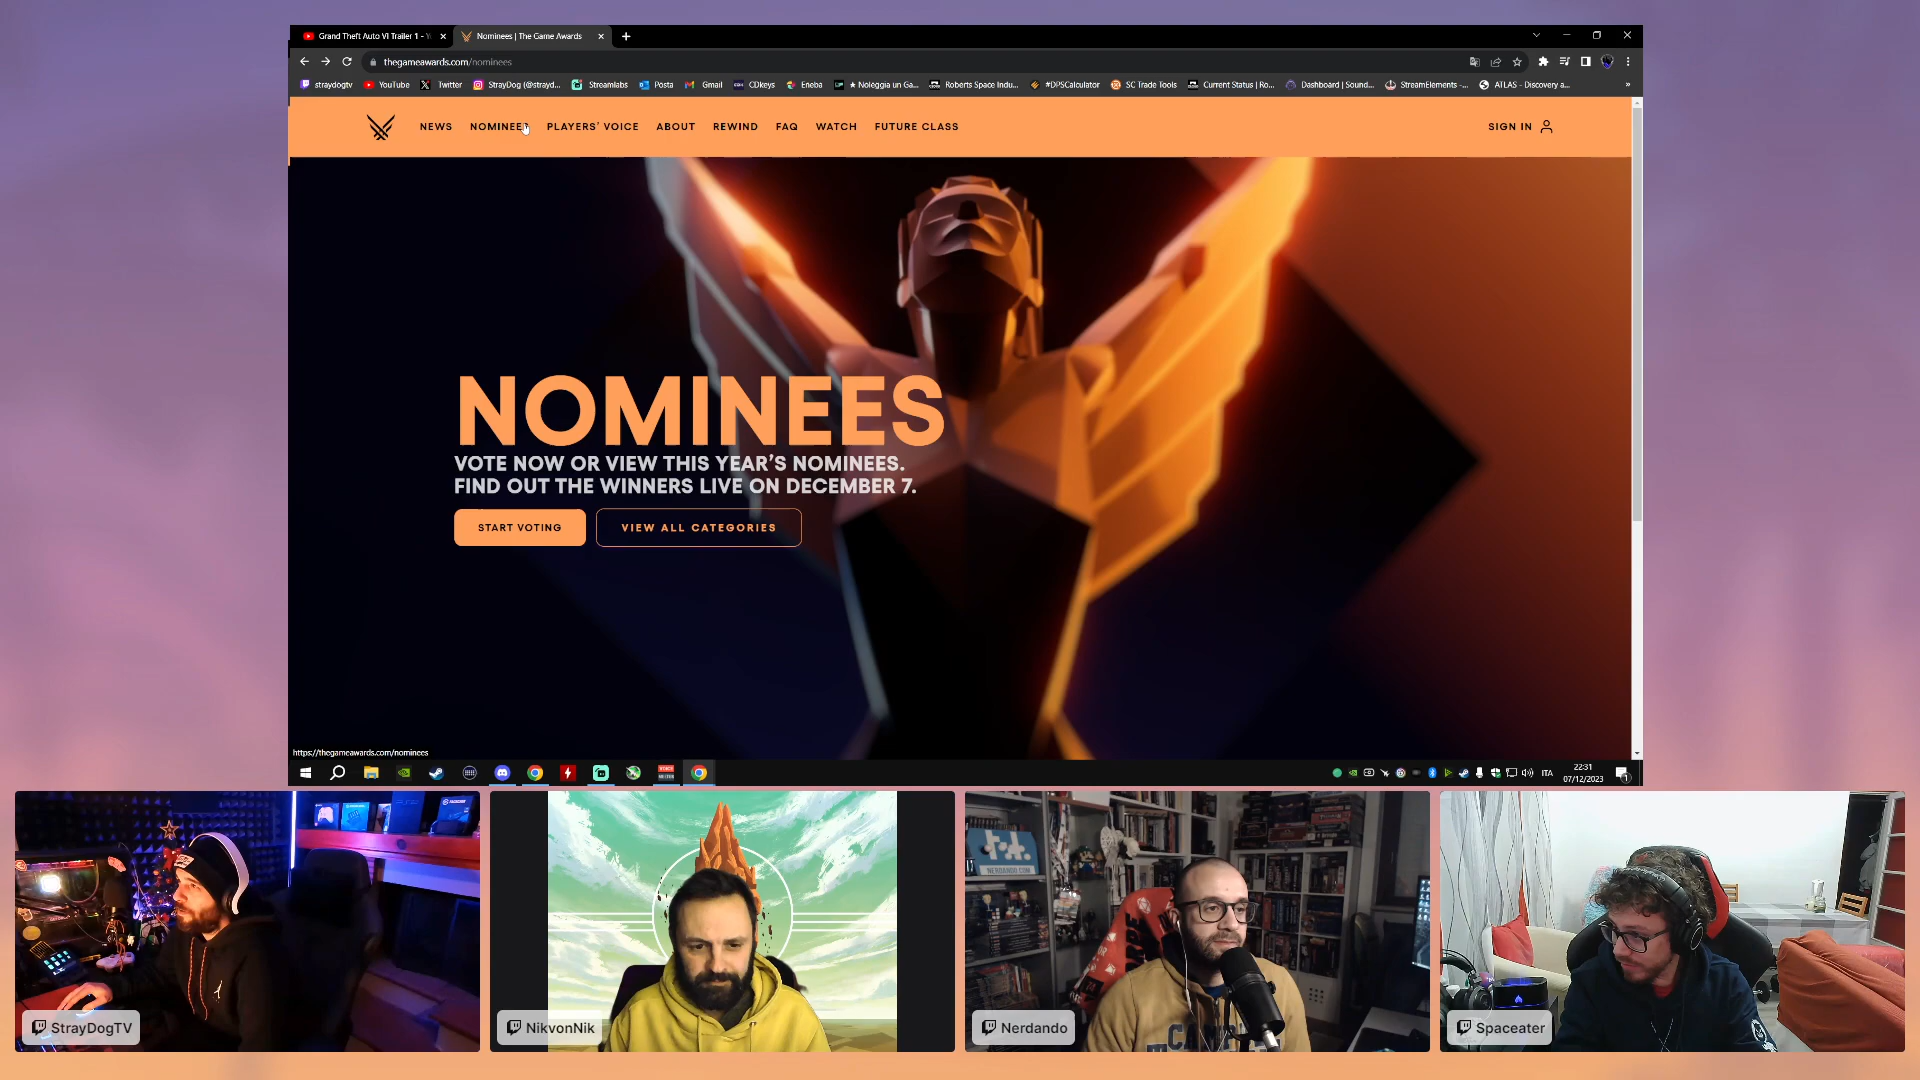 Grand Theft Auto VI Trailer 1 -
Nominees | The Game Awards
thegameawards.com/nominees
straydogtv
YouTube
Twitter
StrayDog (@strayd...
Streamlabs
Posta
Gmail
CDkeys
Eneba
★ Noleggia un Ga...
Roberts Space Indu...
#DPSCalculator
SC Trade Tools
Current Status | Ro...
Dashboard | Sound...
StreamElements -...
ATLAS - Discovery a...
»
NEWS
NOMINEES
PLAYERS' VOICE
ABOUT
REWIND
FAQ
WATCH
FUTURE CLASS
SIGN IN
NOMINEES
VOTE NOW OR VIEW THIS YEAR'S NOMINEES.
FIND OUT THE WINNERS LIVE ON DECEMBER 7.
START VOTING
VIEW ALL CATEGORIES
https://thegameawards.com/nominees
ITA
22:31
07/12/2023
StrayDogTV
NikvonNik
NERDANDO.COM
Nerdando
Spaceater